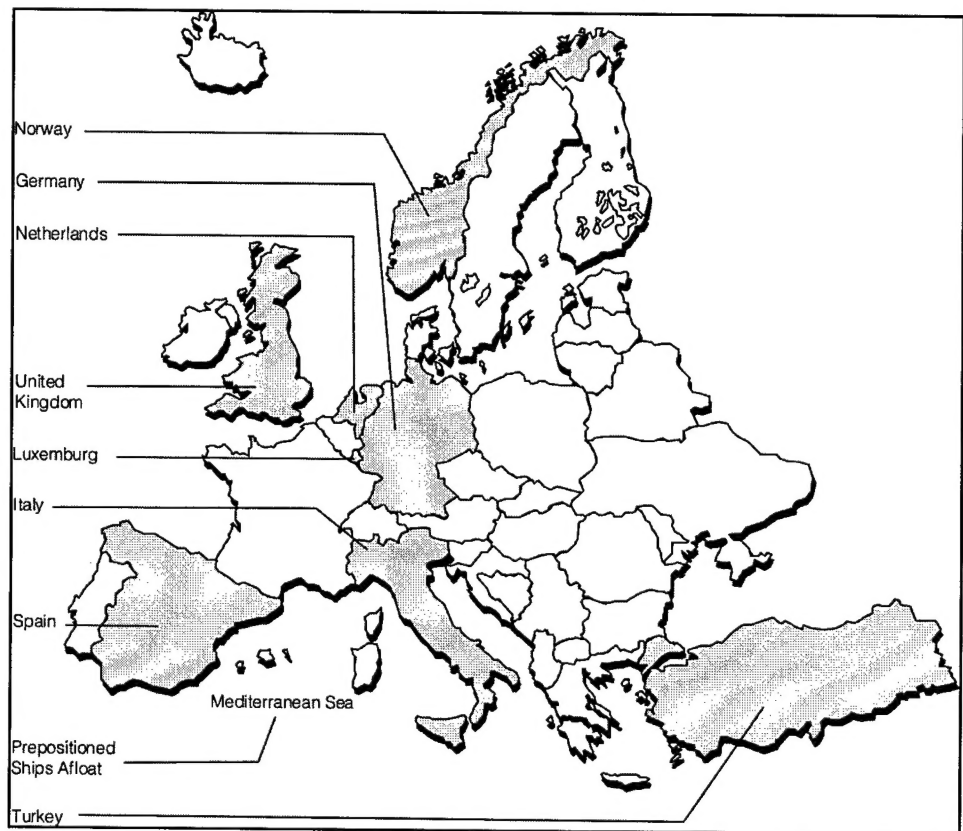 Norway
Germany
Netherlands
United
Kingdom
Luxemburg
Italy
Spain
Mediterranean Sea
Prepositioned
Ships Afloat
Turkey